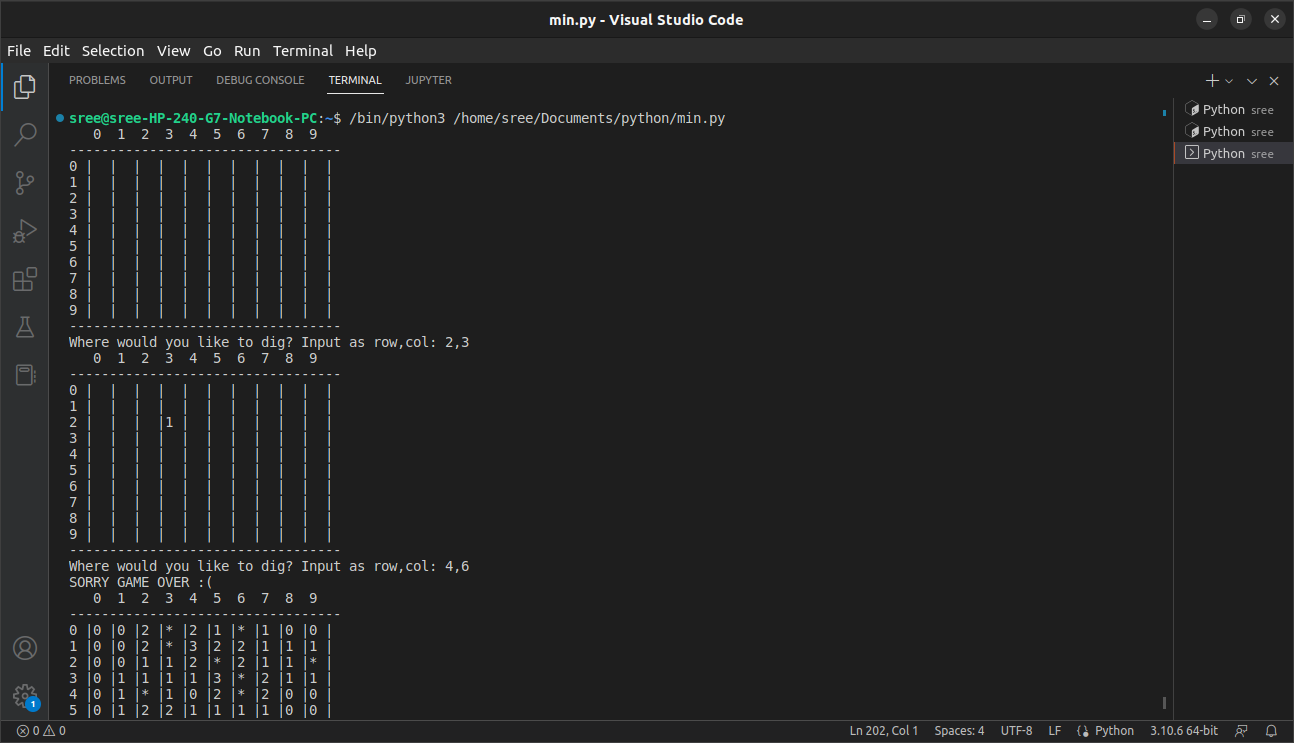 min.py - Visual Studio Code
File Edit Selection View Go Run Terminal Help
PROBLEMS OUTPUT DEBUG CONSOLE TERMINAL JUPYTER
sree@sree-HP-240-G7-Notebook-PC:~$ /bin/python3 /home/sree/Documents/python/min.py
   0  1  2  3  4  5  6  7  8  9
----------------------------------
0 |  |  |  |  |  |  |  |  |  |  |
1 |  |  |  |  |  |  |  |  |  |  |
2 |  |  |  |  |  |  |  |  |  |  |
3 |  |  |  |  |  |  |  |  |  |  |
4 |  |  |  |  |  |  |  |  |  |  |
5 |  |  |  |  |  |  |  |  |  |  |
6 |  |  |  |  |  |  |  |  |  |  |
7 |  |  |  |  |  |  |  |  |  |  |
8 |  |  |  |  |  |  |  |  |  |  |
9 |  |  |  |  |  |  |  |  |  |  |
----------------------------------
Where would you like to dig? Input as row,col: 2,3
   0  1  2  3  4  5  6  7  8  9
----------------------------------
0 |  |  |  |  |  |  |  |  |  |  |
1 |  |  |  |  |  |  |  |  |  |  |
2 |  |  |  |1 |  |  |  |  |  |  |
3 |  |  |  |  |  |  |  |  |  |  |
4 |  |  |  |  |  |  |  |  |  |  |
5 |  |  |  |  |  |  |  |  |  |  |
6 |  |  |  |  |  |  |  |  |  |  |
7 |  |  |  |  |  |  |  |  |  |  |
8 |  |  |  |  |  |  |  |  |  |  |
9 |  |  |  |  |  |  |  |  |  |  |
----------------------------------
Where would you like to dig? Input as row,col: 4,6
SORRY GAME OVER :(
   0  1  2  3  4  5  6  7  8  9
----------------------------------
0 |0 |0 |2 |* |2 |1 |* |1 |0 |0 |
1 |0 |0 |2 |* |3 |2 |2 |1 |1 |1 |
2 |0 |0 |1 |1 |2 |* |2 |1 |1 |* |
3 |0 |1 |1 |1 |1 |3 |* |2 |1 |1 |
4 |0 |1 |* |1 |0 |2 |* |2 |0 |0 |
5 |0 |1 |2 |2 |1 |1 |1 |1 |0 |0 |
Python sree
Python sree
Python sree
1
0 0 Ln 202, Col 1 Spaces: 4 UTF-8 LF Python 3.10.6 64-bit